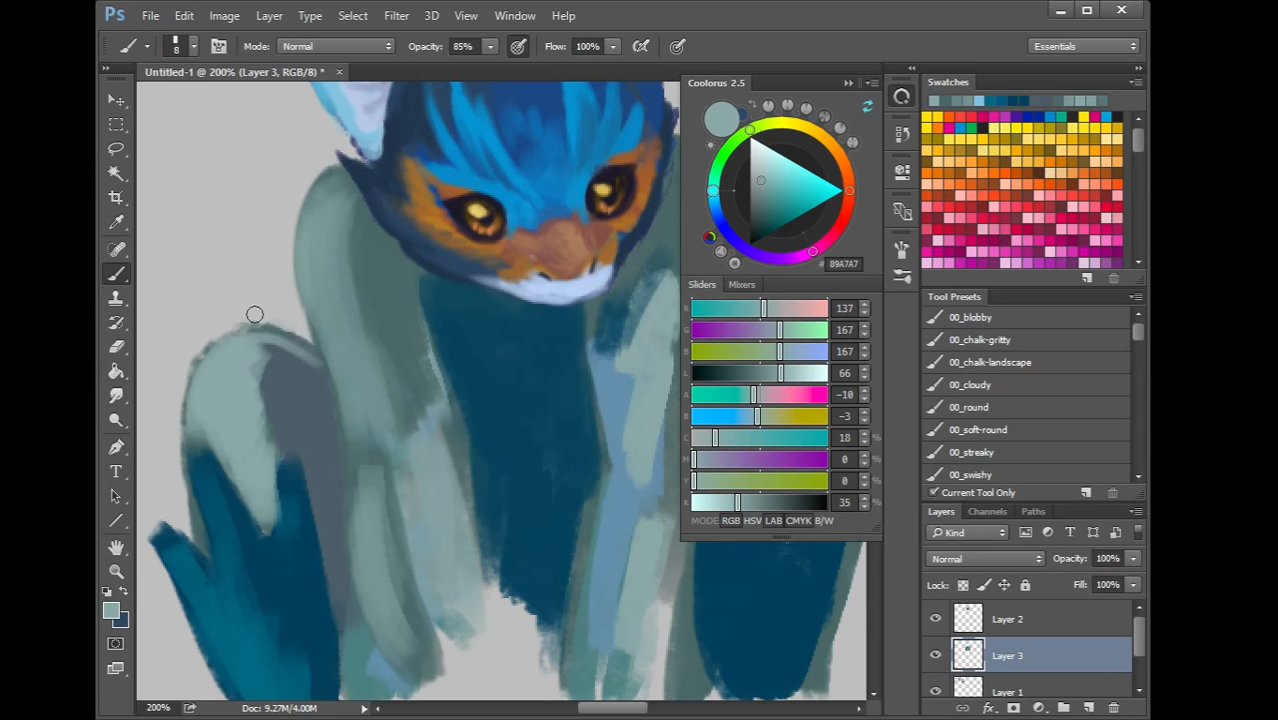 Ps File Edit Image Layer Type Select Filter 3D View Window Help
8 Mode: Normal Opacity: 85% Flow: 100% Essentials
Untitled-1 @ 200% (Layer 3, RGB/8) * ×
Coolorus 2.5
# 89A7A7
Sliders Mixers
R 137
G 167
B 167
L 66
A -10
B -3
C 18 %
M 0 %
Y 0 %
K 35 %
MODE RGB HSV LAB CMYK B/W
Swatches
Tool Presets
00_blobby
00_chalk-gritty
00_chalk-landscape
00_cloudy
00_round
00_soft-round
00_streaky
00_swishy
Current Tool Only
Layers Channels Paths
Kind
Normal Opacity: 100%
Lock: Fill: 100%
Layer 2
Layer 3
Layer 1
200% Doc: 9.27M/4.00M